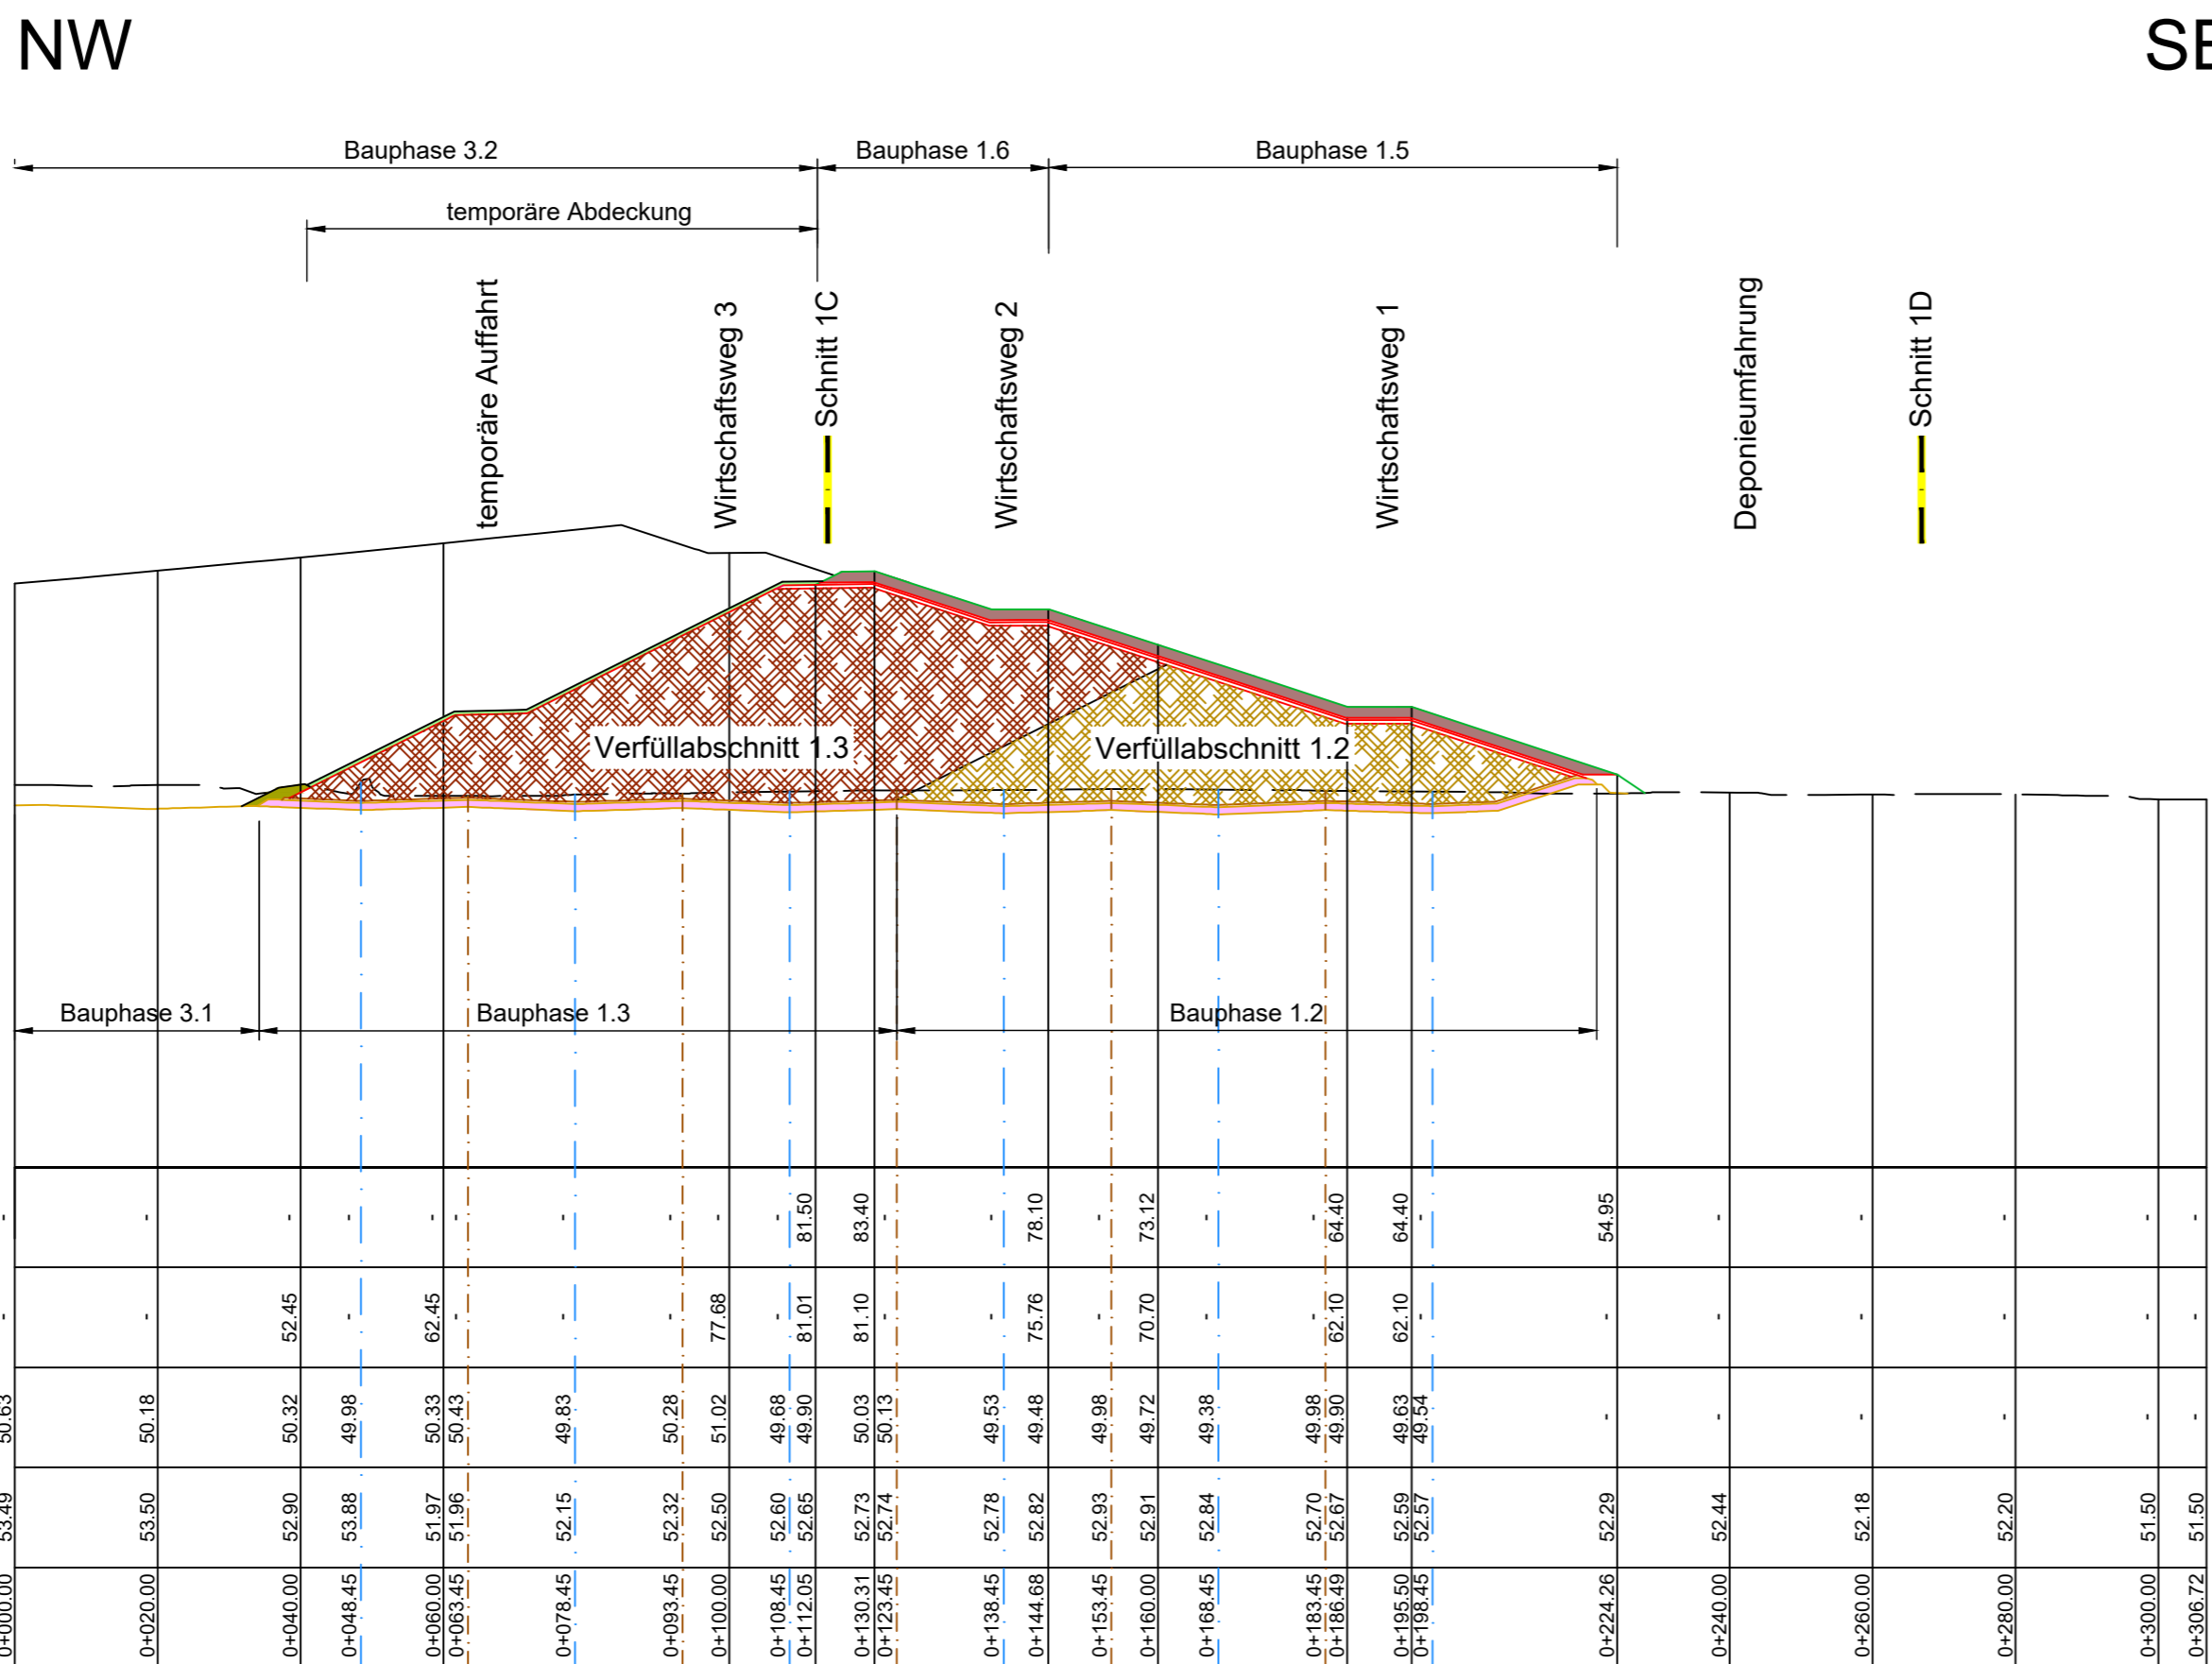 NW
Bauphase 3.2
Bauphase 1.6
Bauphase 1.5
temporäre Abdeckung
temporäre Auffahrt
Wirtschaftsweg 3
Schnitt 1C
Wirtschaftsweg 2
Wirtschaftsweg 1
Deponieumfahrung
Schnitt 1D
Verfüllabschnitt 1.3
Verfüllabschnitt 1.2
Bauphase 3.1
Bauphase 1.3
Bauphase 1.2
- - - - - - - - - - 81.50 83.40 - - 78.10 - 73.12 - - 64.40 64.40 - 54.95 - - - - -
- - 52.45 - 62.45 - - - 77.68 - 81.01 81.10 - - 75.76 - 70.70 - - 62.10 62.10 - - - - - - -
50.63 50.18 50.32 49.98 50.33 50.43 49.83 50.28 51.02 49.68 49.90 50.03 50.13 49.53 49.48 49.98 49.72 49.38 49.98 49.90 49.63 49.54 - - - - - -
53.49 53.50 52.90 53.88 51.97 51.96 52.15 52.32 52.50 52.60 52.65 52.73 52.74 52.78 52.82 52.93 52.91 52.84 52.70 52.67 52.59 52.57 52.29 52.44 52.18 52.20 51.50 51.50
0+000.00 0+020.00 0+040.00 0+048.45 0+060.00 0+063.45 0+078.45 0+093.45 0+100.00 0+108.45 0+112.05 0+130.31 0+123.45 0+138.45 0+144.68 0+153.45 0+160.00 0+168.45 0+183.45 0+186.49 0+195.50 0+198.45 0+224.26 0+240.00 0+260.00 0+280.00 0+300.00 0+306.72